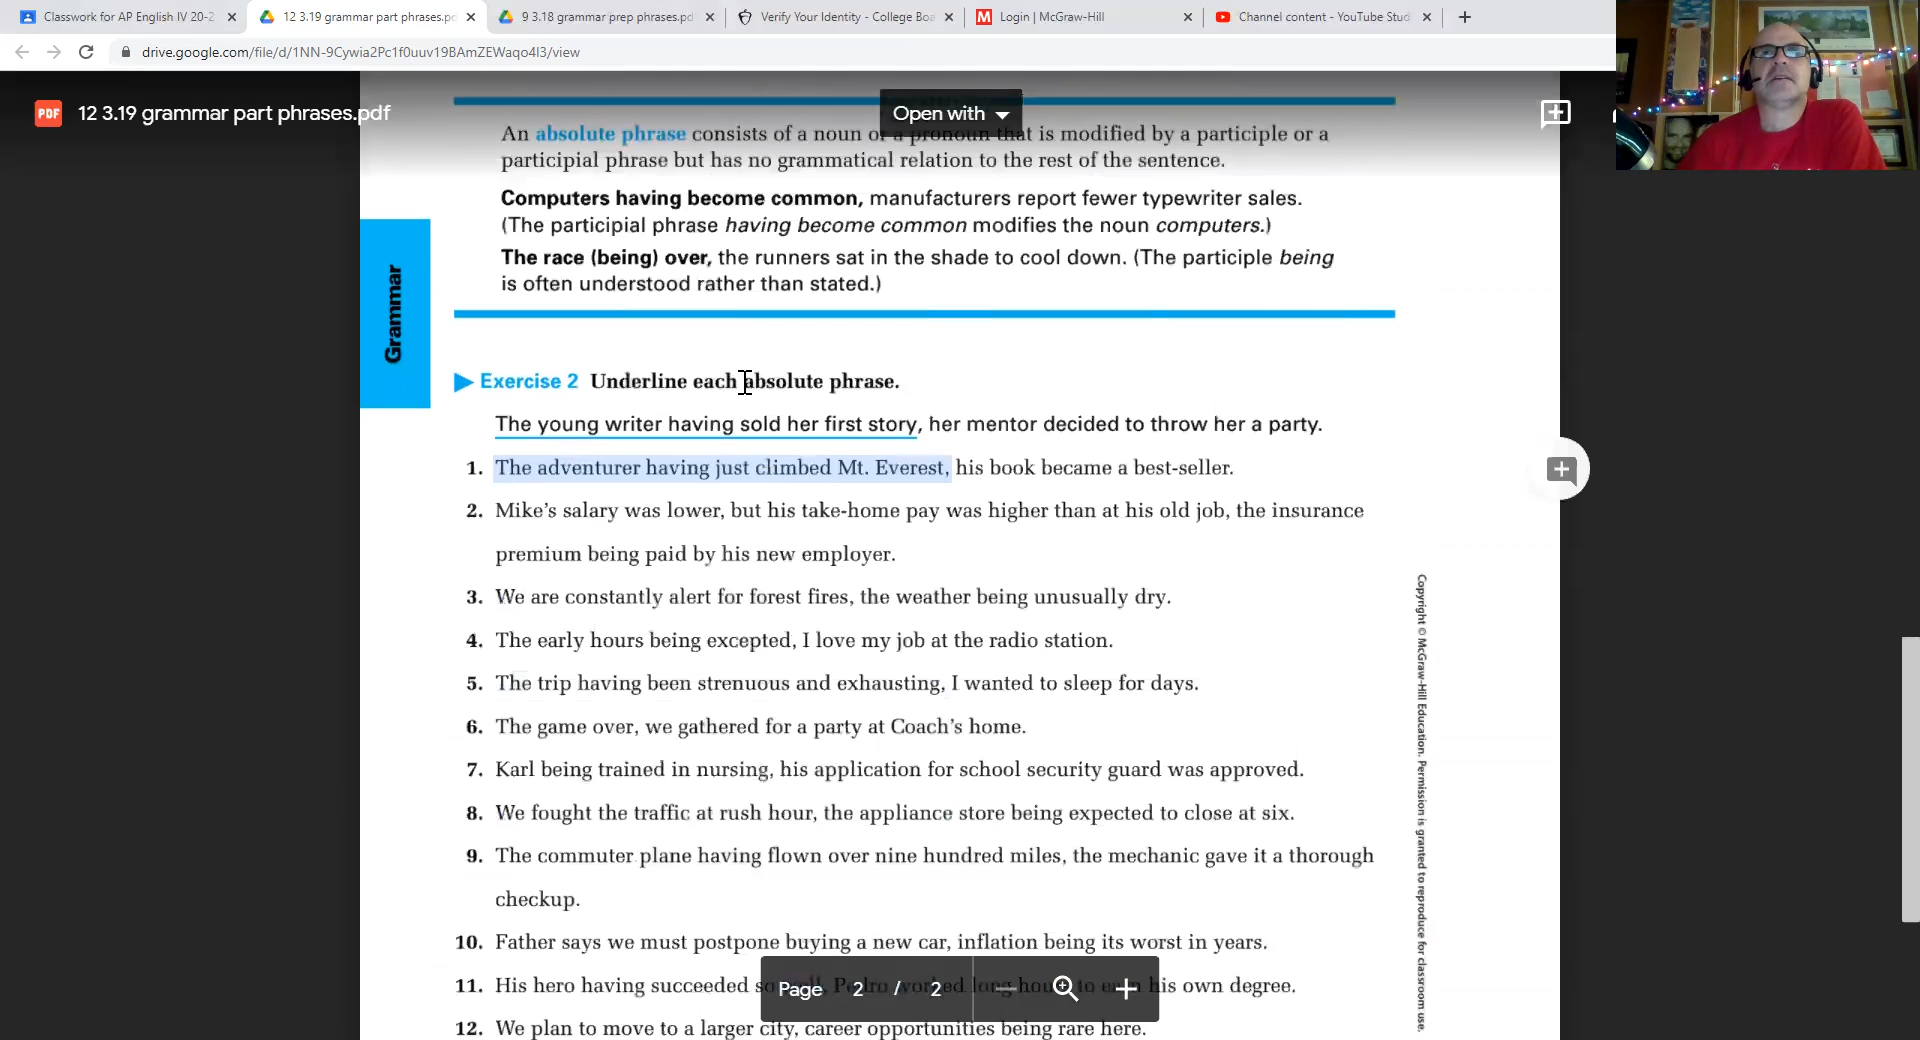 Classwork for AP English IV 20-2
12 3.19 grammar part phrases.pd
9 3.18 grammar prep phrases.pd
Verify Your Identity - College Boa
Login | McGraw-Hill
Channel content - YouTube Stud
drive.google.com/file/d/1NN-9Cywia2Pc1f0uuv19BAmZEWaqo4I3/view
PDF 12 3.19 grammar part phrases.pdf
Open with
An absolute phrase consists of a noun or a pronoun that is modified by a participle or a
participial phrase but has no grammatical relation to the rest of the sentence.
Computers having become common, manufacturers report fewer typewriter sales.
(The participial phrase having become common modifies the noun computers.)
The race (being) over, the runners sat in the shade to cool down. (The participle being
is often understood rather than stated.)
Grammar
Exercise 2 Underline each absolute phrase.
The young writer having sold her first story, her mentor decided to throw her a party.
1. The adventurer having just climbed Mt. Everest, his book became a best-seller.
2. Mike's salary was lower, but his take-home pay was higher than at his old job, the insurance
premium being paid by his new employer.
3. We are constantly alert for forest fires, the weather being unusually dry.
4. The early hours being excepted, I love my job at the radio station.
5. The trip having been strenuous and exhausting, I wanted to sleep for days.
6. The game over, we gathered for a party at Coach's home.
7. Karl being trained in nursing, his application for school security guard was approved.
8. We fought the traffic at rush hour, the appliance store being expected to close at six.
9. The commuter plane having flown over nine hundred miles, the mechanic gave it a thorough
checkup.
10. Father says we must postpone buying a new car, inflation being its worst in years.
11. His hero having succeeded so well, Pedro worked long hours to earn his own degree.
Page 2 / 2
12. We plan to move to a larger city, career opportunities being rare here.
Copyright © McGraw-Hill Education. Permission is granted to reproduce for classroom use.